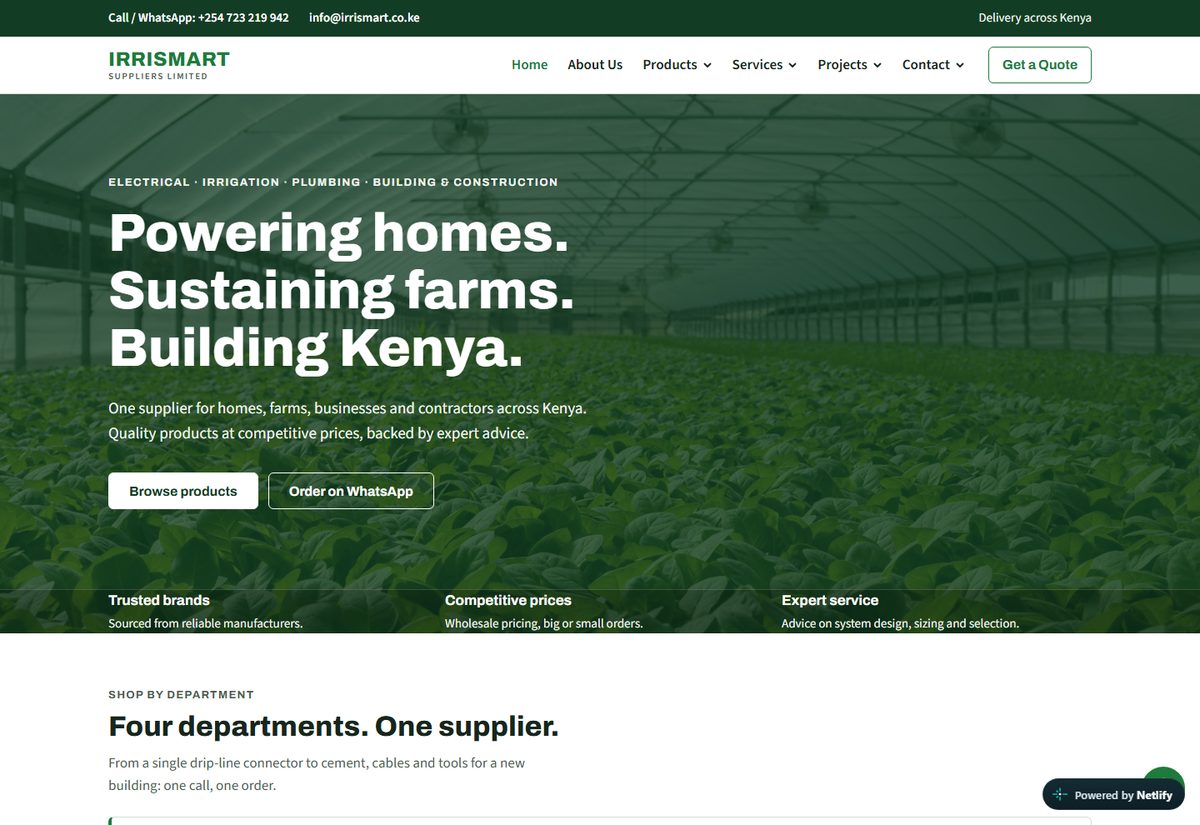 Call / WhatsApp: +254 723 219 942
info@irrismart.co.ke
Delivery across Kenya
IRRISMART
SUPPLIERS LIMITED
Home
About Us
Products
Services
Projects
Contact
Get a Quote
ELECTRICAL · IRRIGATION · PLUMBING · BUILDING & CONSTRUCTION
Powering homes.
Sustaining farms.
Building Kenya.
One supplier for homes, farms, businesses and contractors across Kenya.
Quality products at competitive prices, backed by expert advice.
Browse products
Order on WhatsApp
Trusted brands
Sourced from reliable manufacturers.
Competitive prices
Wholesale pricing, big or small orders.
Expert service
Advice on system design, sizing and selection.
SHOP BY DEPARTMENT
Four departments. One supplier.
From a single drip-line connector to cement, cables and tools for a new
building: one call, one order.
Powered by Netlify